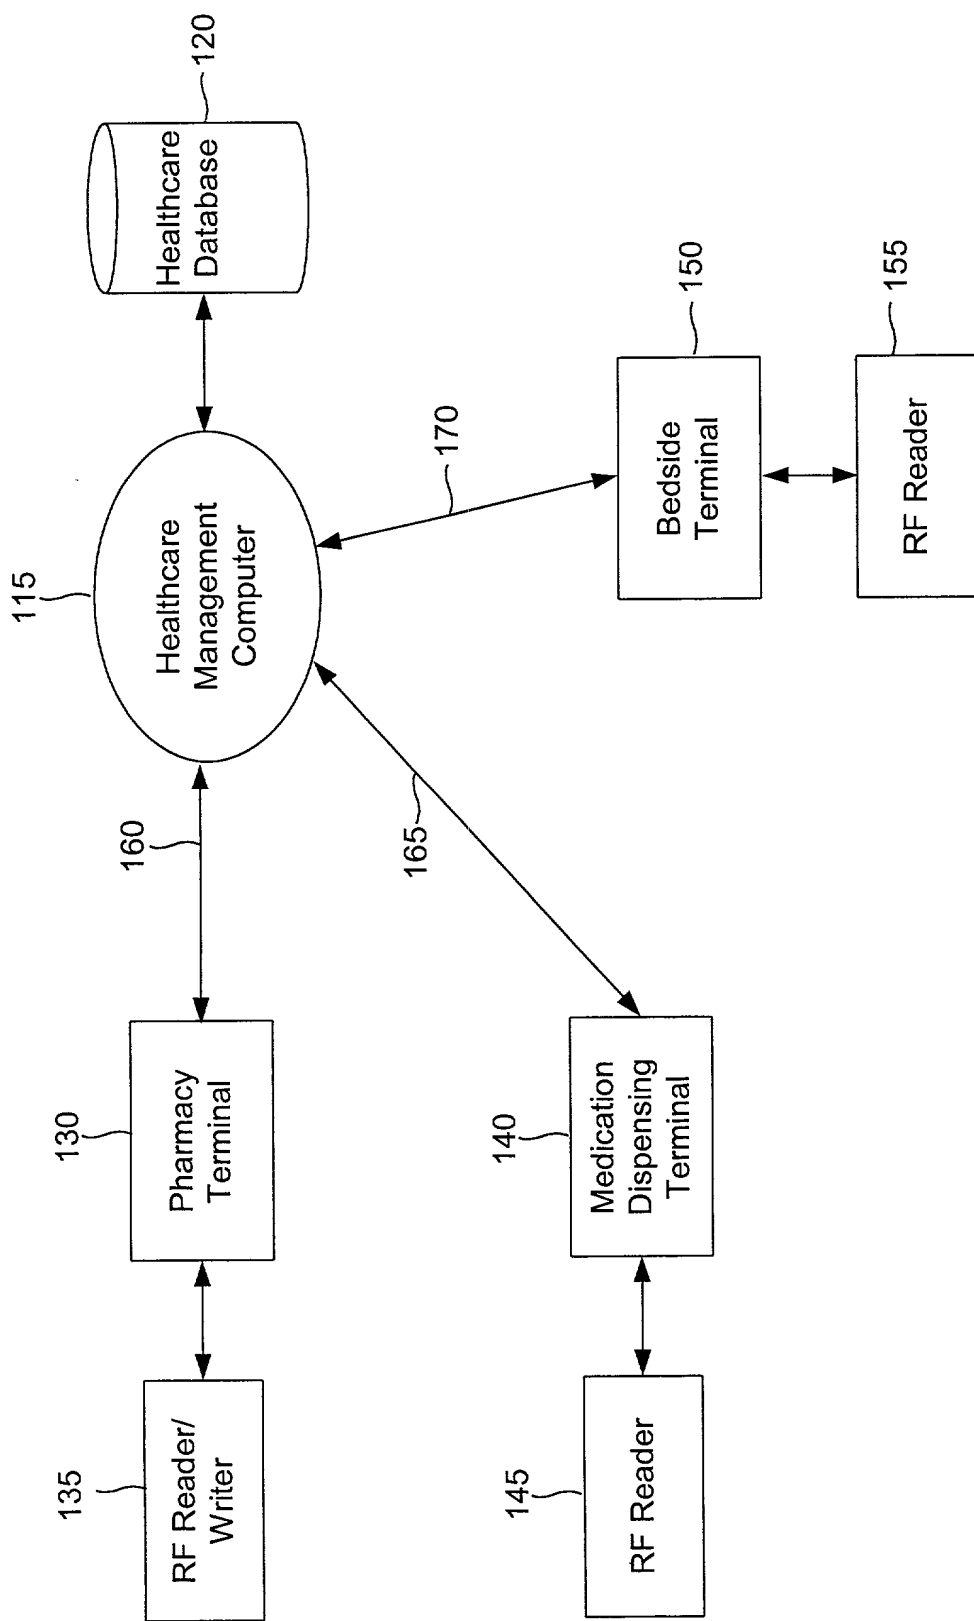 120
Healthcare
Database
115
Healthcare
Management
Computer
160
170
165
150
Bedside
Terminal
155
RF Reader
130
Pharmacy
Terminal
140
Medication
Dispensing
Terminal
135
RF Reader/
Writer
145
RF Reader